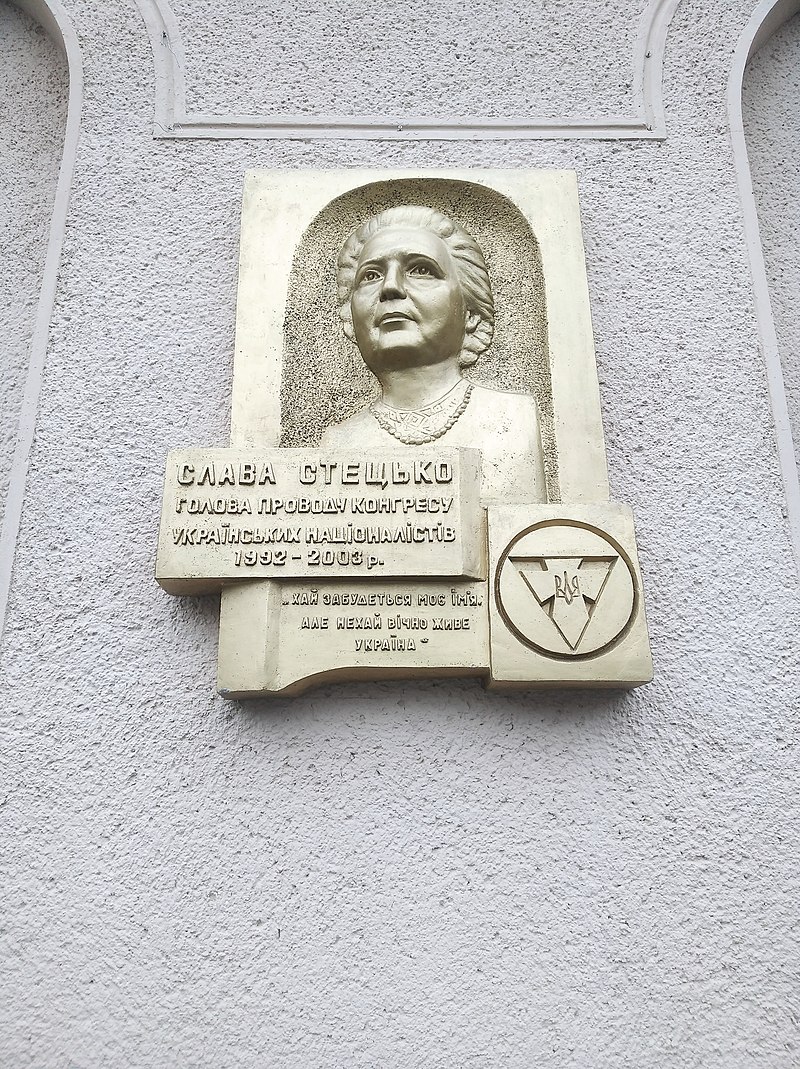 СЛАВА СТЕЦЬКО
ГОЛОВА ПРОВОДУ КОНГРЕСУ
УКРАЇНСЬКИХ НАЦІОНАЛІСТІВ
1992 - 2003 р.
„ХАЙ ЗАБУДЕТЬСЯ МОЄ ІМ'Я,
АЛЕ НЕХАЙ ВІЧНО ЖИВЕ
УКРАЇНА"